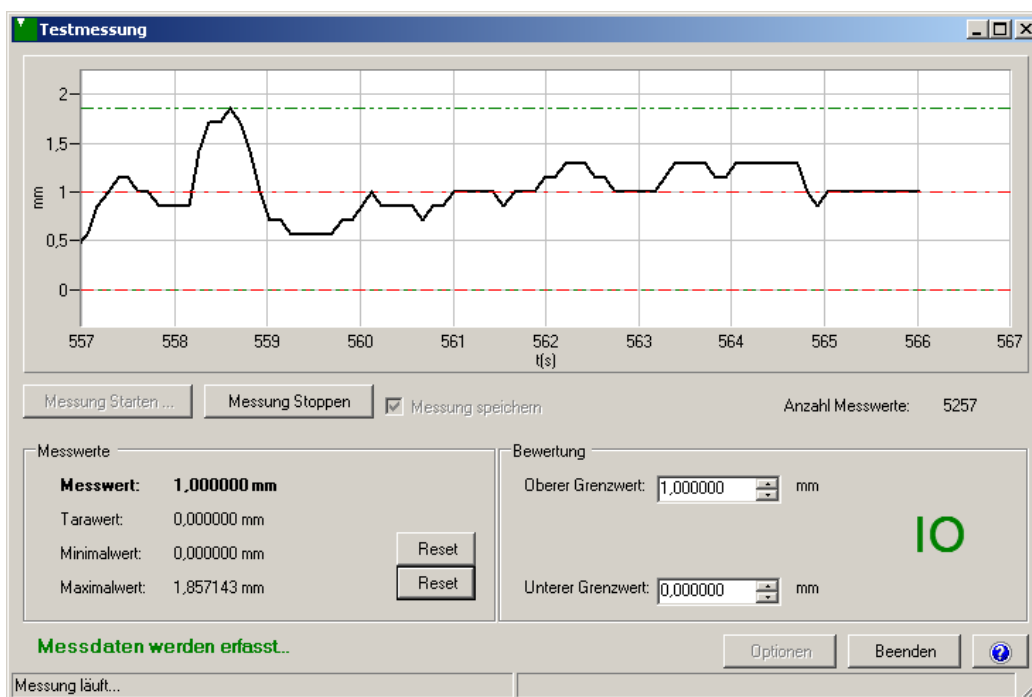 Testmessung
2
1,5
1
0,5
0
mm
557 558 559 560 561 562 563 564 565 566 567
t(s)
Messung Starten ... Messung Stoppen Messung speichern Anzahl Messwerte: 5257
Messwerte
Messwert: 1,000000 mm
Tarawert: 0,000000 mm
Minimalwert: 0,000000 mm Reset
Maximalwert: 1,857143 mm Reset
Bewertung
Oberer Grenzwert: 1,000000 mm
IO
Unterer Grenzwert: 0,000000 mm
Messdaten werden erfasst... Optionen Beenden ?
Messung läuft...